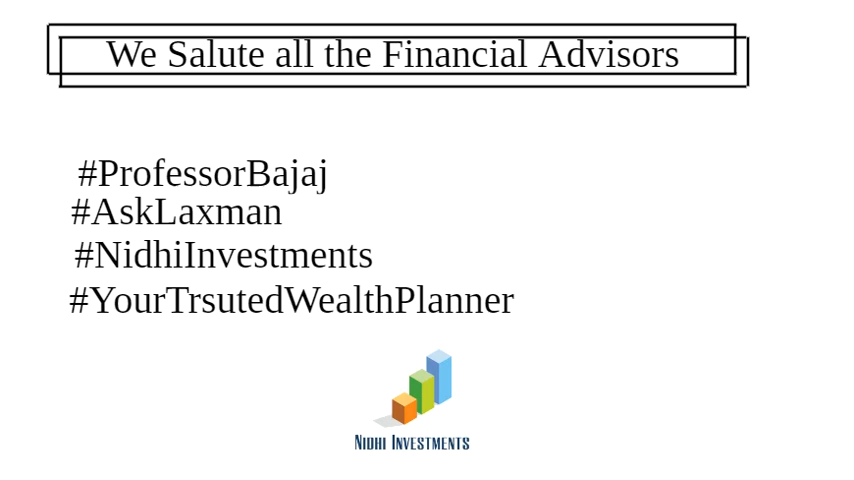 We Salute all the Financial Advisors
#ProfessorBajaj
#AskLaxman
#NidhiInvestments
#YourTrsutedWealthPlanner
NIDHI INVESTMENTS